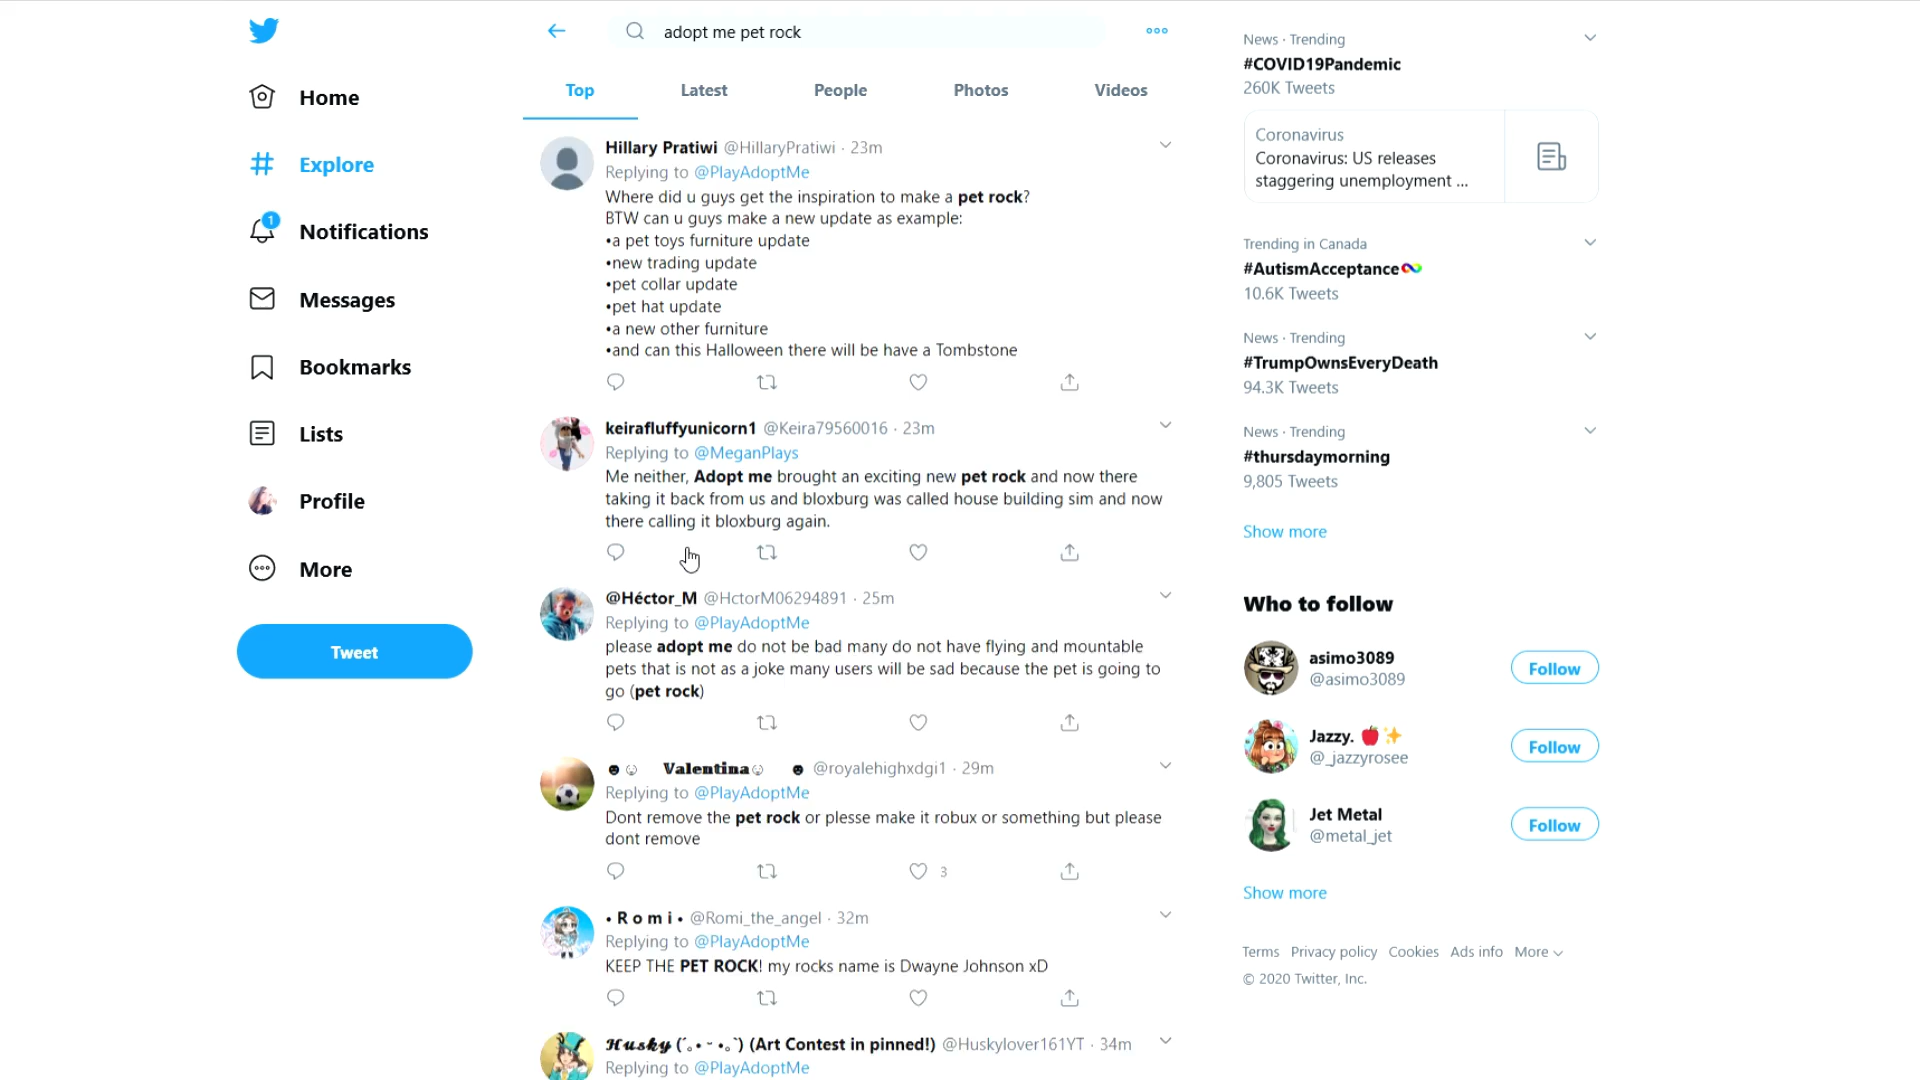 adopt me pet rock
Home
Explore
1
Notifications
Messages
Bookmarks
Lists
Profile
More
Tweet
Top
Latest
People
Photos
Videos
Hillary Pratiwi @HillaryPratiwi · 23m
Replying to @PlayAdoptMe
Where did u guys get the inspiration to make a pet rock?
BTW can u guys make a new update as example:
•a pet toys furniture update
•new trading update
•pet collar update
•pet hat update
•a new other furniture
•and can this Halloween there will be have a Tombstone
keirafluffyunicorn1 @Keira79560016 · 23m
Replying to @MeganPlays
Me neither, Adopt me brought an exciting new pet rock and now there
taking it back from us and bloxburg was called house building sim and now
there calling it bloxburg again.
@Héctor_M @HctorM06294891 · 25m
Replying to @PlayAdoptMe
please adopt me do not be bad many do not have flying and mountable
pets that is not as a joke many users will be sad because the pet is going to
go (pet rock)
Valentina @royalehighxdgi1 · 29m
Replying to @PlayAdoptMe
Dont remove the pet rock or plesse make it robux or something but please
dont remove
3
• R o m i • @Romi_the_angel · 32m
Replying to @PlayAdoptMe
KEEP THE PET ROCK! my rocks name is Dwayne Johnson xD
𝓗𝓾𝓼𝓴𝔂 (´｡• ᵕ •｡`) (Art Contest in pinned!) @Huskylover161YT · 34m
Replying to @PlayAdoptMe
News · Trending
#COVID19Pandemic
260K Tweets
Coronavirus
Coronavirus: US releases
staggering unemployment ...
Trending in Canada
#AutismAcceptance
10.6K Tweets
News · Trending
#TrumpOwnsEveryDeath
94.3K Tweets
News · Trending
#thursdaymorning
9,805 Tweets
Show more
Who to follow
asimo3089
@asimo3089
Follow
Jazzy. 🍎✨
@_jazzyrosee
Follow
Jet Metal
@metal_jet
Follow
Show more
Terms Privacy policy Cookies Ads info More
© 2020 Twitter, Inc.